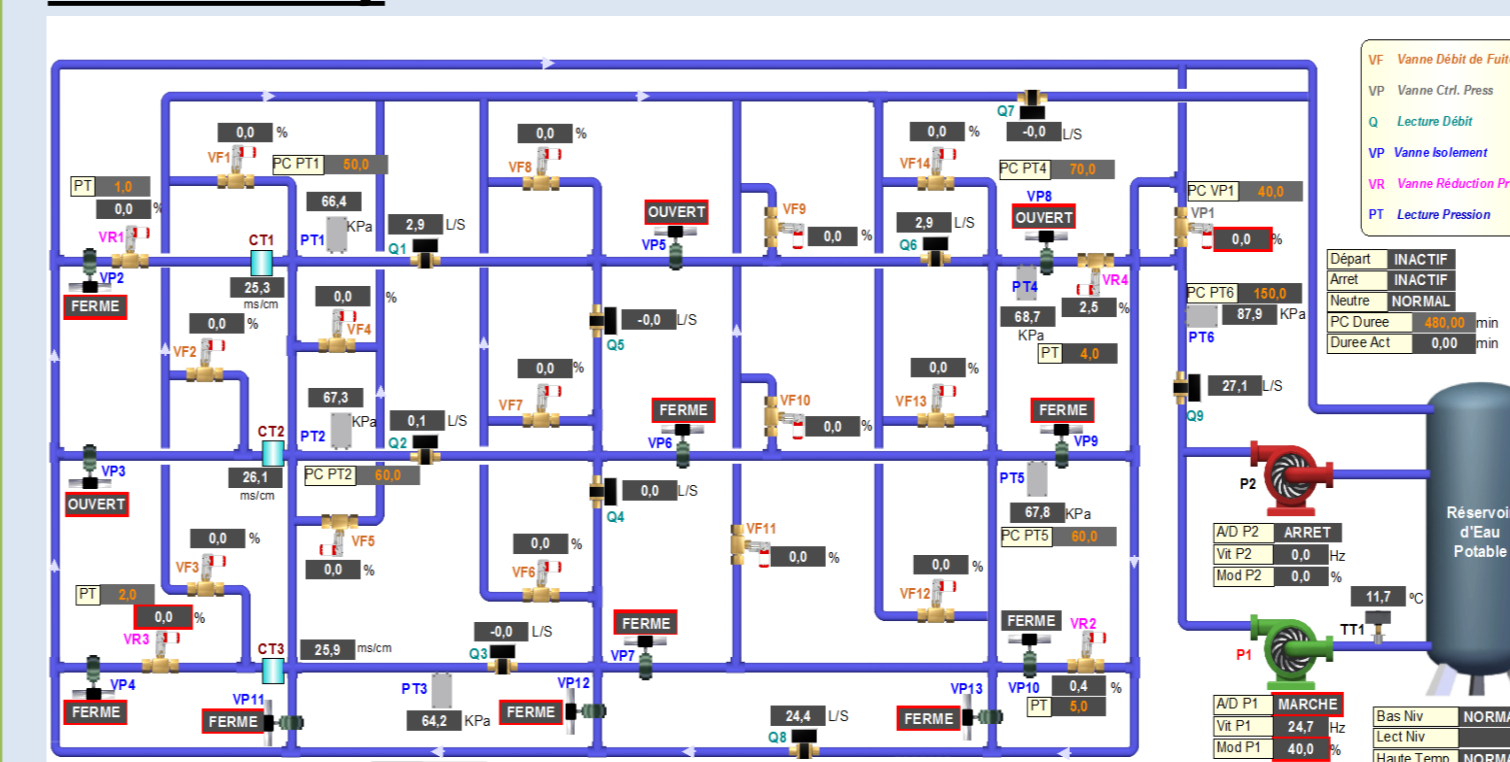 VF Vanne Débit de Fuit
VP Vanne Ctrl. Press
Q Lecture Débit
VP Vanne Isolement
VR Vanne Réduction Pr
PT Lecture Pression
Q7
-0,0 L/S
0,0 %
VF1
PC PT1 50,0
0,0 %
VF8
0,0 %
VF14
PC PT4 70,0
PT 1,0
0,0 %
VR1
VP2
FERME
CT1
25,3
ms/cm
66,4
KPa
PT1
2,9 L/S
Q1
OUVERT
VP5
VF9
0,0 %
2,9 L/S
Q6
VP8
OUVERT
PT4
68,7
KPa
VR4
2,5 %
PT 4,0
PC VP1 40,0
VP1
0,0 %
PC PT6 150,0
87,9 KPa
PT6
Départ INACTIF
Arret INACTIF
Neutre NORMAL
PC Duree 480,00 min
Duree Act 0,00 min
0,0 %
VF2
0,0 %
VF4
-0,0 L/S
Q5
27,1 L/S
Q9
VP3
OUVERT
CT2
26,1
ms/cm
67,3
KPa
PT2
PC PT2 60,0
0,1 L/S
Q2
0,0 %
VF7
FERME
VP6
VF10
0,0 %
0,0 %
VF13
FERME
VP9
PT5
67,8 KPa
PC PT5 60,0
0,0 L/S
Q4
P2
A/D P2 ARRET
Vit P2 0,0 Hz
Mod P2 0,0 %
Réservoi
d'Eau
Potable
0,0 %
VF3
VF5
0,0 %
0,0 %
VF6
VF11
0,0 %
0,0 %
VF12
11,7 ºC
TT1
PT 2,0
0,0 %
VR3
VP4
FERME
CT3
25,9 ms/cm
VP11
FERME
PT3
64,2 KPa
-0,0 L/S
Q3
VP12
FERME
FERME
VP7
24,4 L/S
Q8
VP13
FERME
FERME
VP10
VR2
0,4 %
PT 5,0
P1
A/D P1 MARCHE
Vit P1 24,7 Hz
Mod P1 40,0 %
Bas Niv NORMA
Lect Niv
Haute Temp NORMA